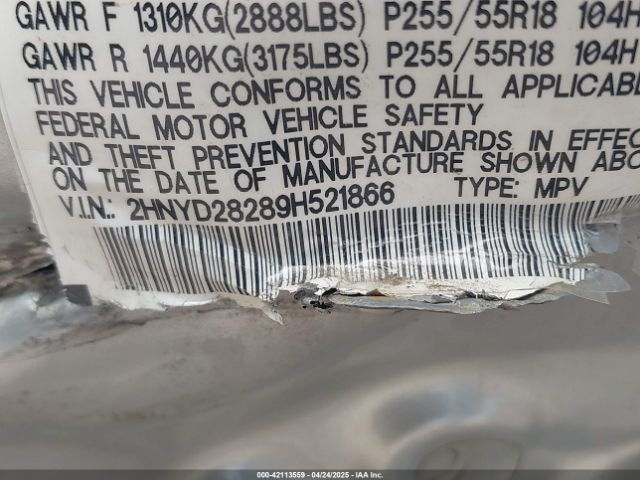 GAWR F 1310KG(2888LBS) P255/55R18 104H
GAWR R 1440KG(3175LBS) P255/55R18 104H
THIS VEHICLE CONFORMS TO ALL APPLICABLE
FEDERAL MOTOR VEHICLE SAFETY
AND THEFT PREVENTION STANDARDS IN EFFEC
ON THE DATE OF MANUFACTURE SHOWN ABO
V.I.N.: 2HNYD28289H521866 TYPE: MPV
000-42113559 - 04/24/2025 - IAA Inc.